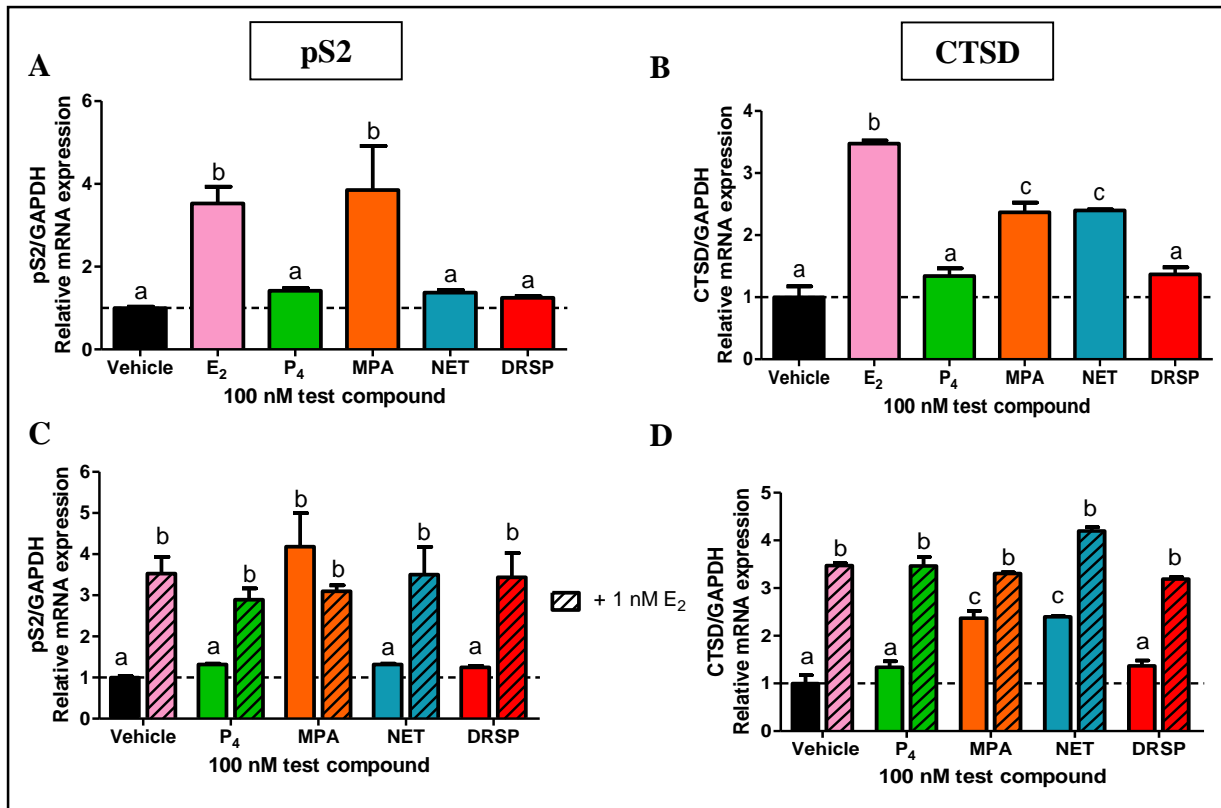 pS2
CTSD
A
pS2/GAPDH
Relative mRNA expression
6
4
2
0
a
b
a
b
a
a
Vehicle E₂ P₄ MPA NET DRSP
100 nM test compound
B
CTSD/GAPDH
Relative mRNA expression
4
3
2
1
0
a
b
a
c
c
a
Vehicle E₂ P₄ MPA NET DRSP
100 nM test compound
C
pS2/GAPDH
Relative mRNA expression
6
5
4
3
2
1
0
a
b
a
b
b
b
a
b
a
b
Vehicle P₄ MPA NET DRSP
100 nM test compound
+ 1 nM E₂
D
CTSD/GAPDH
Relative mRNA expression
5
4
3
2
1
0
a
b
a
b
c
b
c
b
a
b
Vehicle P₄ MPA NET DRSP
100 nM test compound